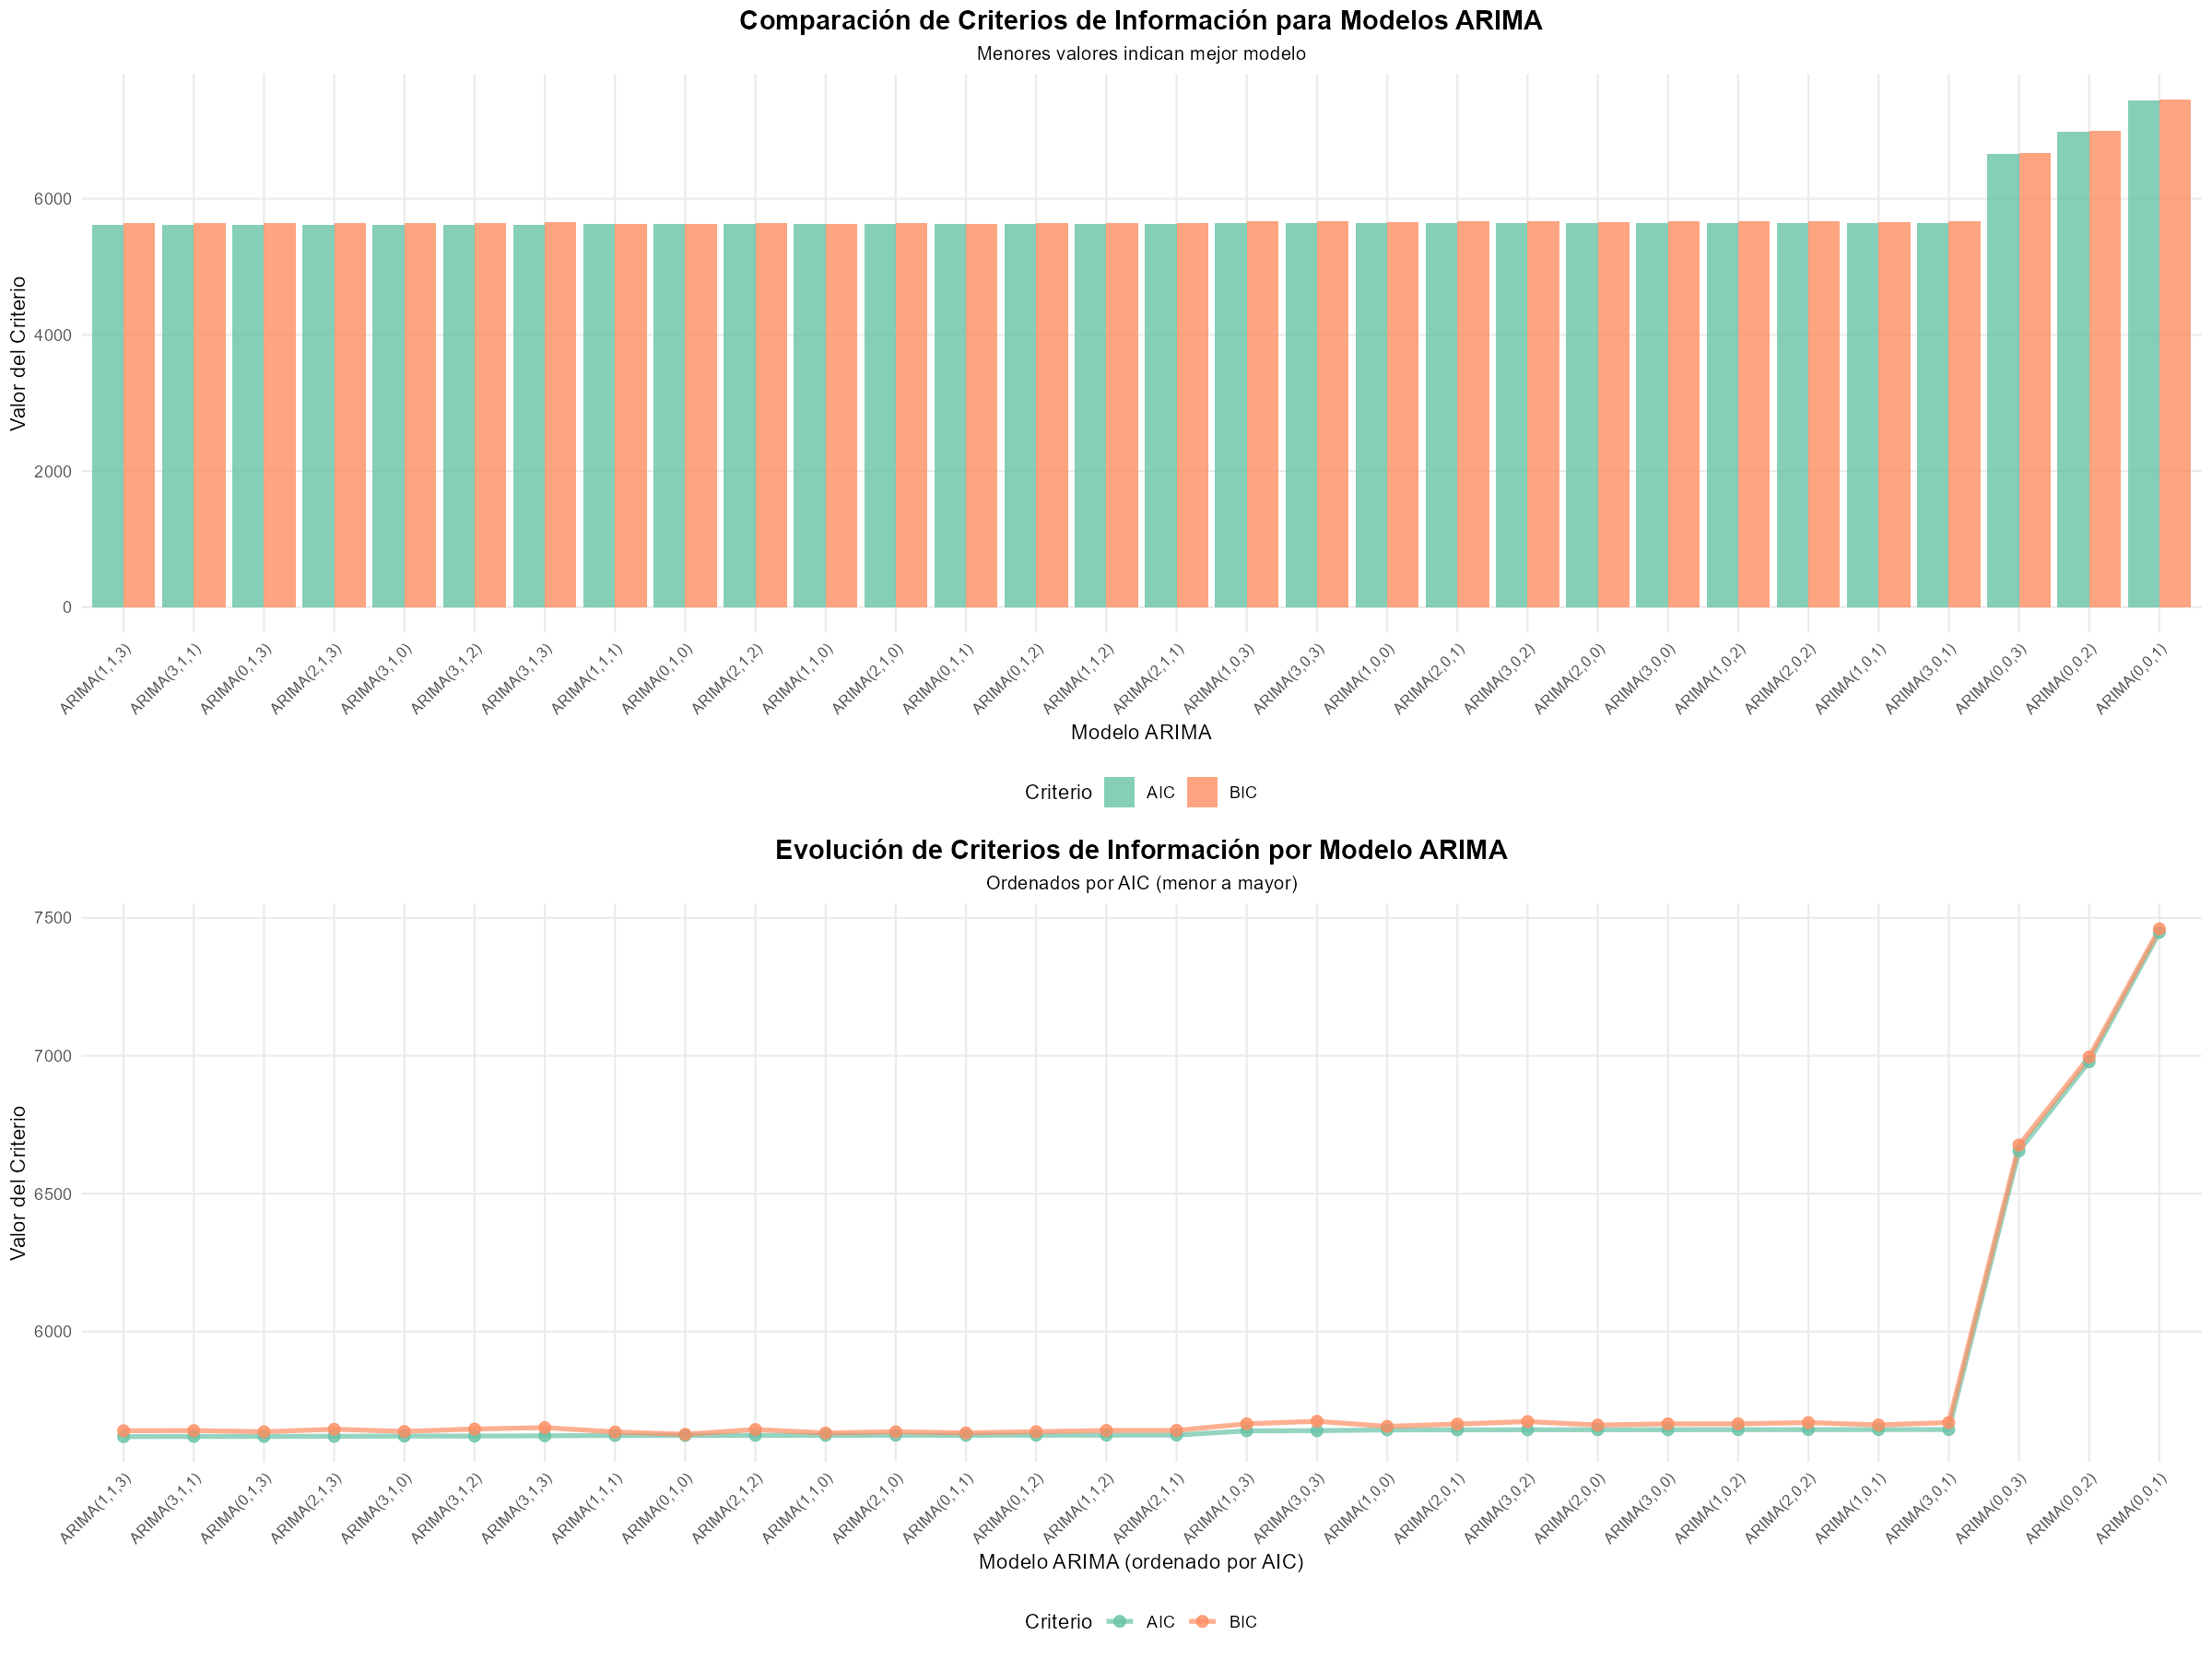 Comparación de Criterios de Información para Modelos ARIMA
Menores valores indican mejor modelo
Valor del Criterio
6000
4000
2000
0
ARIMA(1,1,3)
ARIMA(3,1,1)
ARIMA(0,1,3)
ARIMA(2,1,3)
ARIMA(3,1,0)
ARIMA(3,1,2)
ARIMA(3,1,3)
ARIMA(1,1,1)
ARIMA(0,1,0)
ARIMA(2,1,2)
ARIMA(1,1,0)
ARIMA(2,1,0)
ARIMA(0,1,1)
ARIMA(0,1,2)
ARIMA(1,1,2)
ARIMA(2,1,1)
ARIMA(1,0,3)
ARIMA(3,0,3)
ARIMA(1,0,0)
ARIMA(2,0,1)
ARIMA(3,0,2)
ARIMA(2,0,0)
ARIMA(3,0,0)
ARIMA(1,0,2)
ARIMA(2,0,2)
ARIMA(1,0,1)
ARIMA(3,0,1)
ARIMA(0,0,3)
ARIMA(0,0,2)
ARIMA(0,0,1)
Modelo ARIMA
Criterio AIC BIC
Evolución de Criterios de Información por Modelo ARIMA
Ordenados por AIC (menor a mayor)
Valor del Criterio
7500
7000
6500
6000
ARIMA(1,1,3)
ARIMA(3,1,1)
ARIMA(0,1,3)
ARIMA(2,1,3)
ARIMA(3,1,0)
ARIMA(3,1,2)
ARIMA(3,1,3)
ARIMA(1,1,1)
ARIMA(0,1,0)
ARIMA(2,1,2)
ARIMA(1,1,0)
ARIMA(2,1,0)
ARIMA(0,1,1)
ARIMA(0,1,2)
ARIMA(1,1,2)
ARIMA(2,1,1)
ARIMA(1,0,3)
ARIMA(3,0,3)
ARIMA(1,0,0)
ARIMA(2,0,1)
ARIMA(3,0,2)
ARIMA(2,0,0)
ARIMA(3,0,0)
ARIMA(1,0,2)
ARIMA(2,0,2)
ARIMA(1,0,1)
ARIMA(3,0,1)
ARIMA(0,0,3)
ARIMA(0,0,2)
ARIMA(0,0,1)
Modelo ARIMA (ordenado por AIC)
Criterio AIC BIC